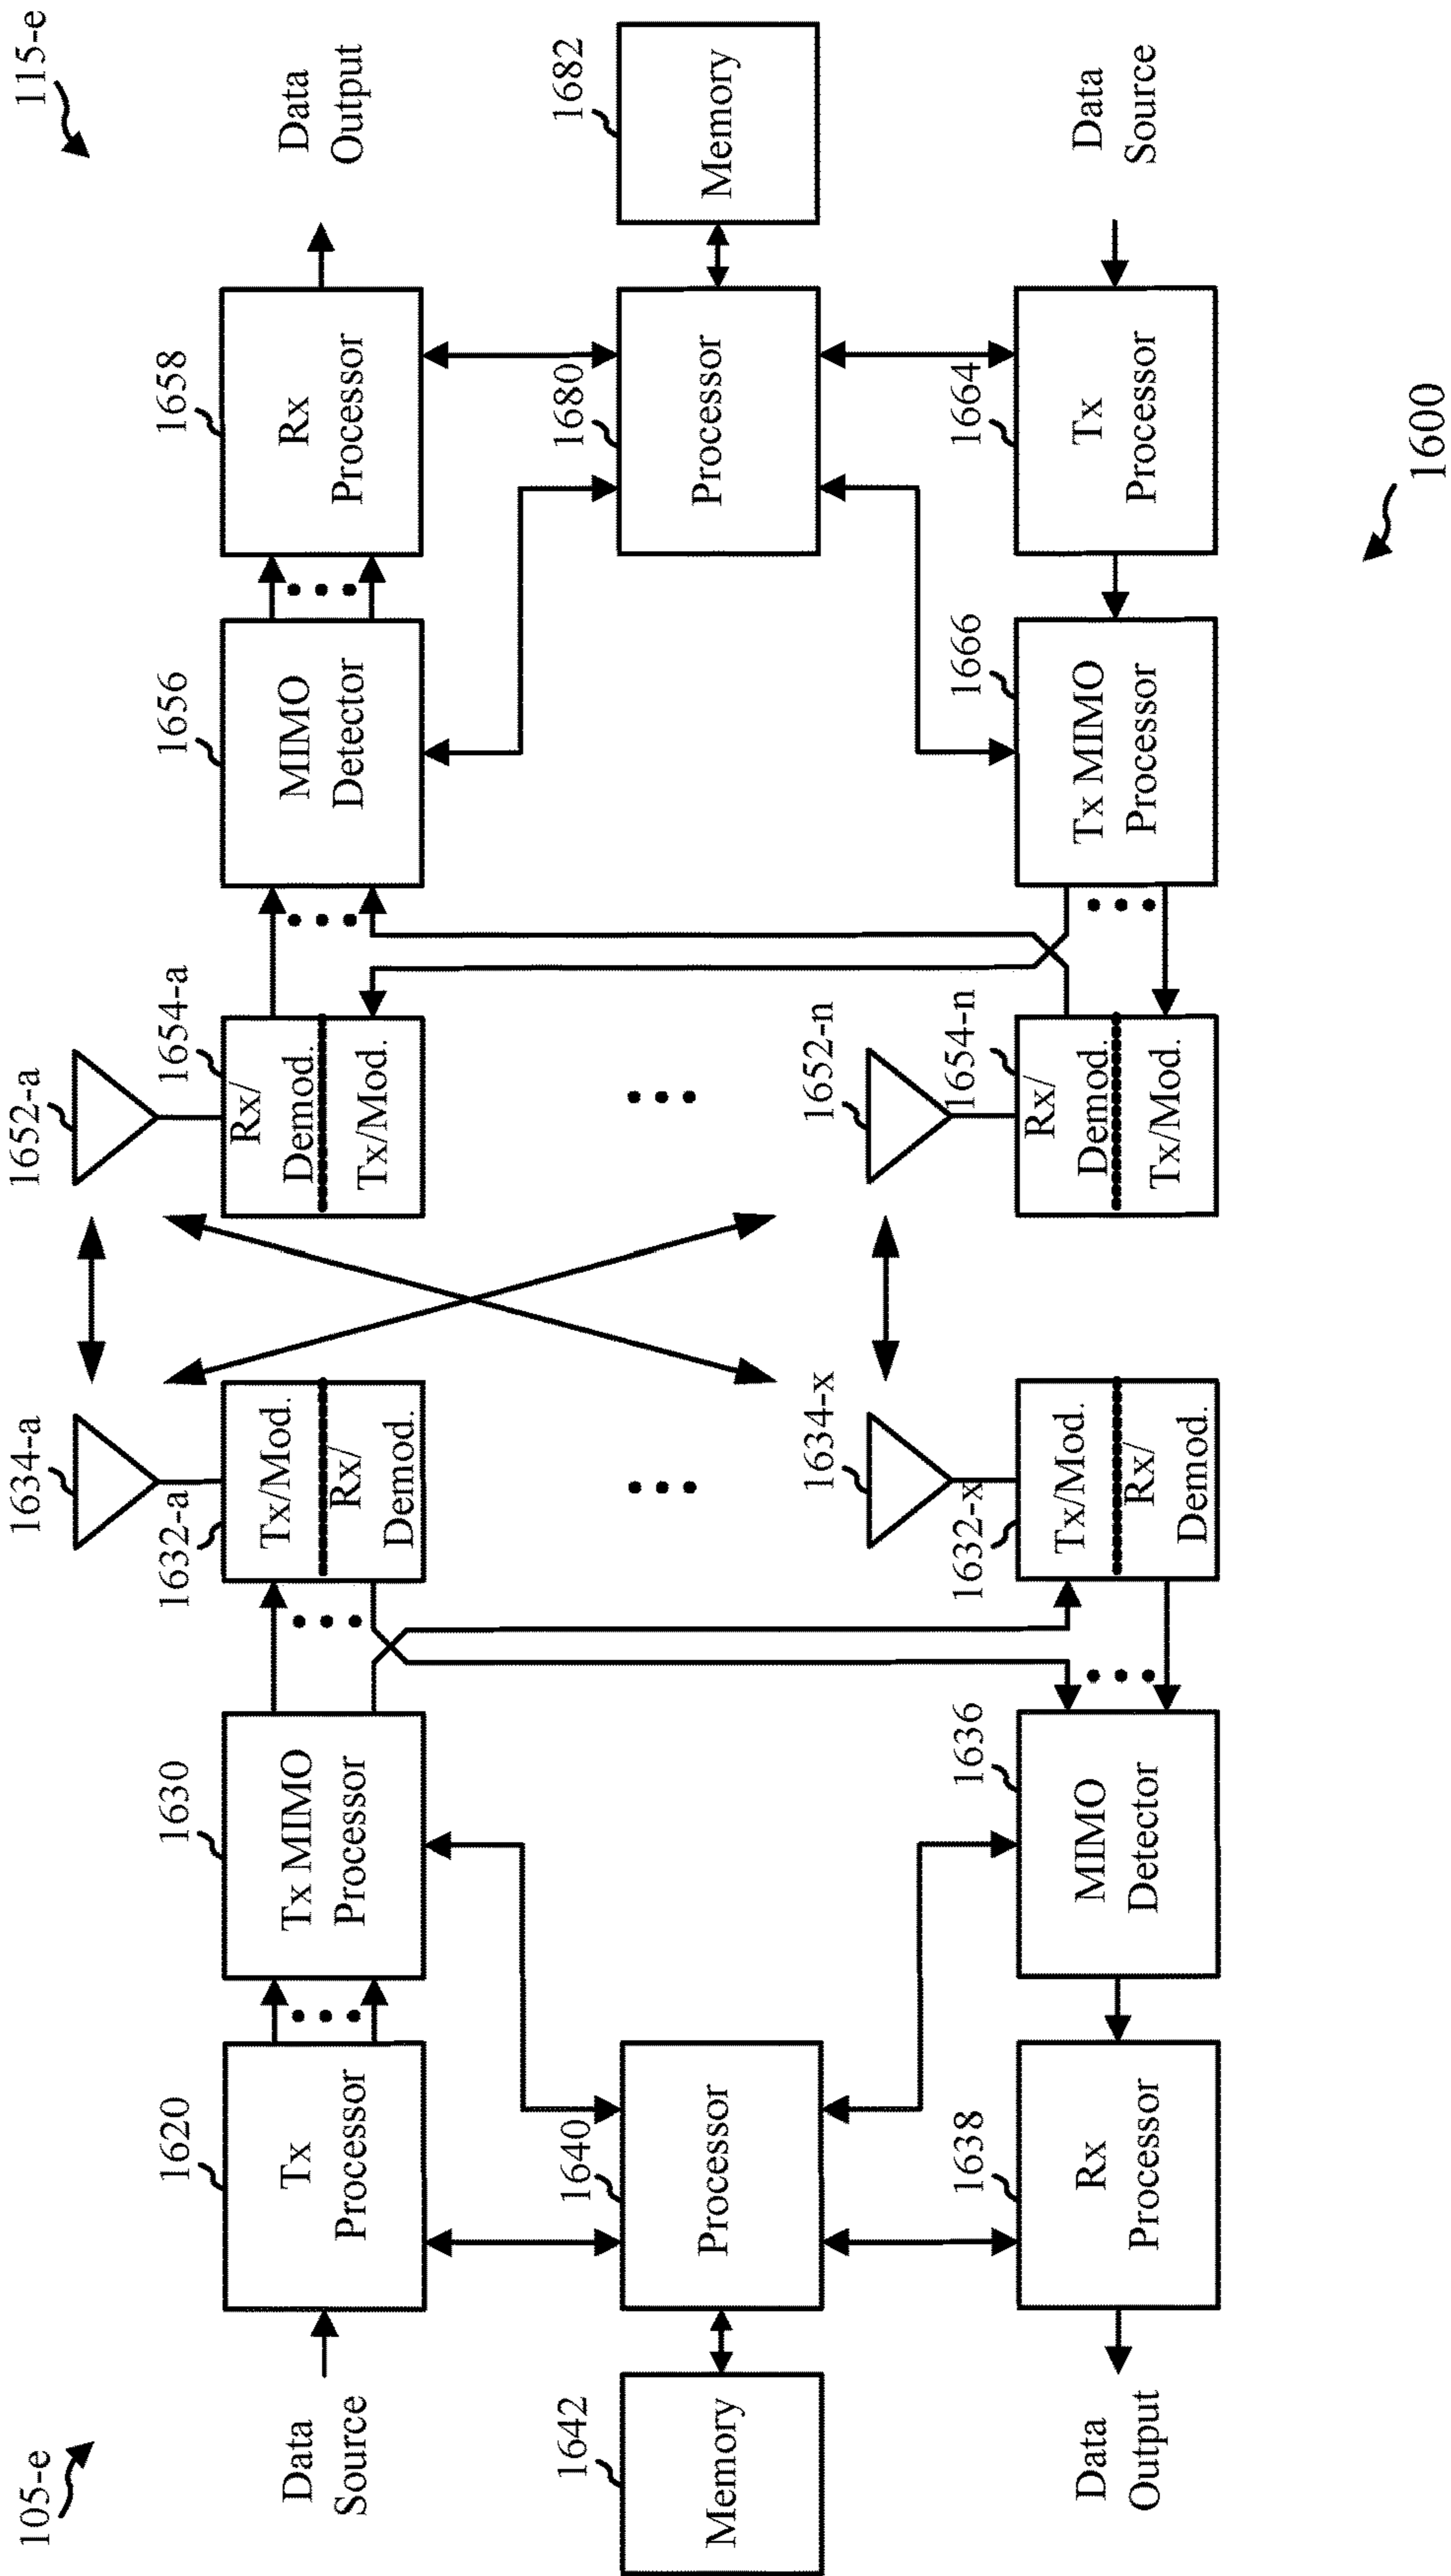 105-e
115-e
1634-a
1652-a
1620
1630
1632-a
1654-a
1656
1658
Data
Source
Tx
Processor
Tx MIMO
Processor
Tx/Mod.
Rx/
Demod.
Rx/
Demod.
Tx/Mod.
MIMO
Detector
Rx
Processor
Data
Output
1642
Memory
1640
Processor
1680
Processor
1682
Memory
1634-x
1652-n
1638
1636
1632-x
1654-n
1666
1664
Data
Output
Rx
Processor
MIMO
Detector
Tx/Mod.
Rx/
Demod.
Rx/
Demod.
Tx/Mod.
Tx MIMO
Processor
Tx
Processor
Data
Source
1600